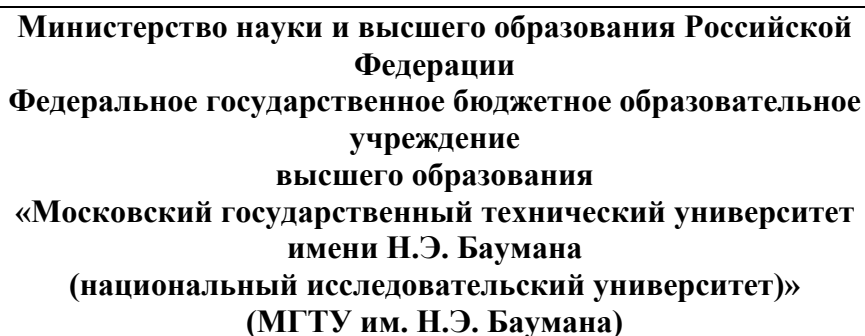 Министерство науки и высшего образования Российской
Федерации
Федеральное государственное бюджетное образовательное
учреждение
высшего образования
«Московский государственный технический университет
имени Н.Э. Баумана
(национальный исследовательский университет)»
(МГТУ им. Н.Э. Баумана)